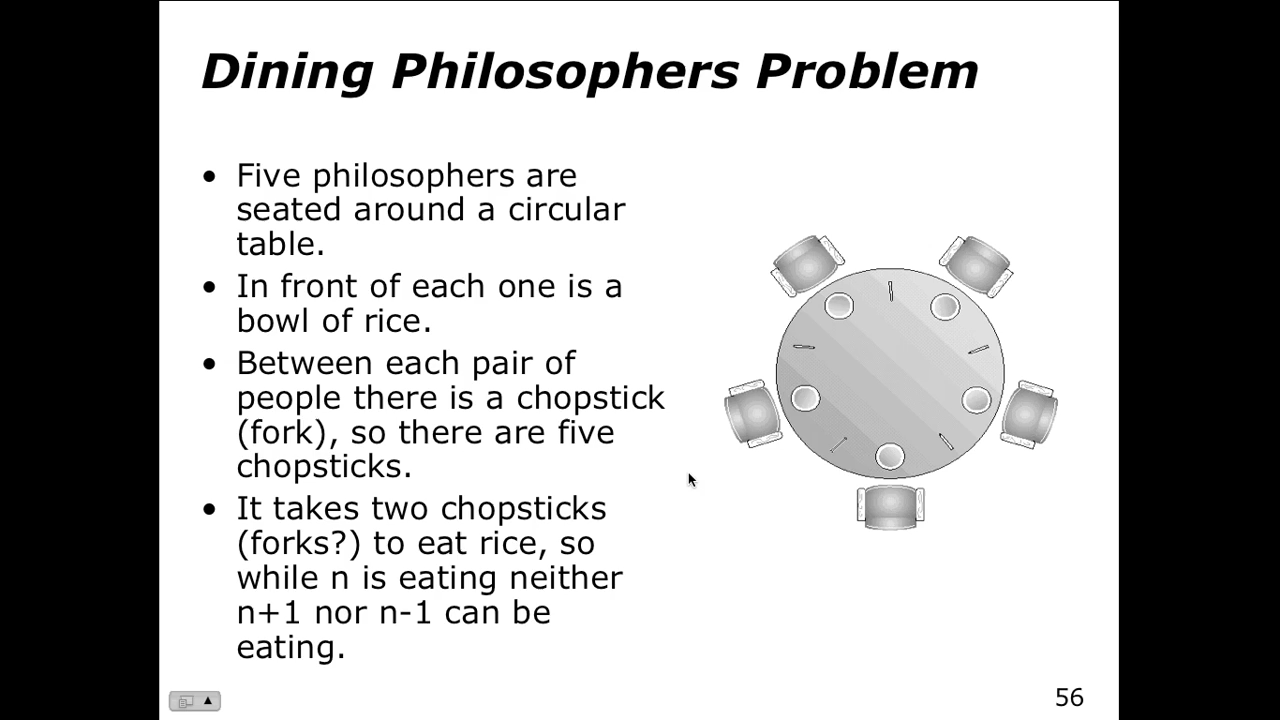 Dining Philosophers Problem
• Five philosophers are
seated around a circular
table.
• In front of each one is a
bowl of rice.
• Between each pair of
people there is a chopstick
(fork), so there are five
chopsticks.
• It takes two chopsticks
(forks?) to eat rice, so
while n is eating neither
n+1 nor n-1 can be
eating.
56